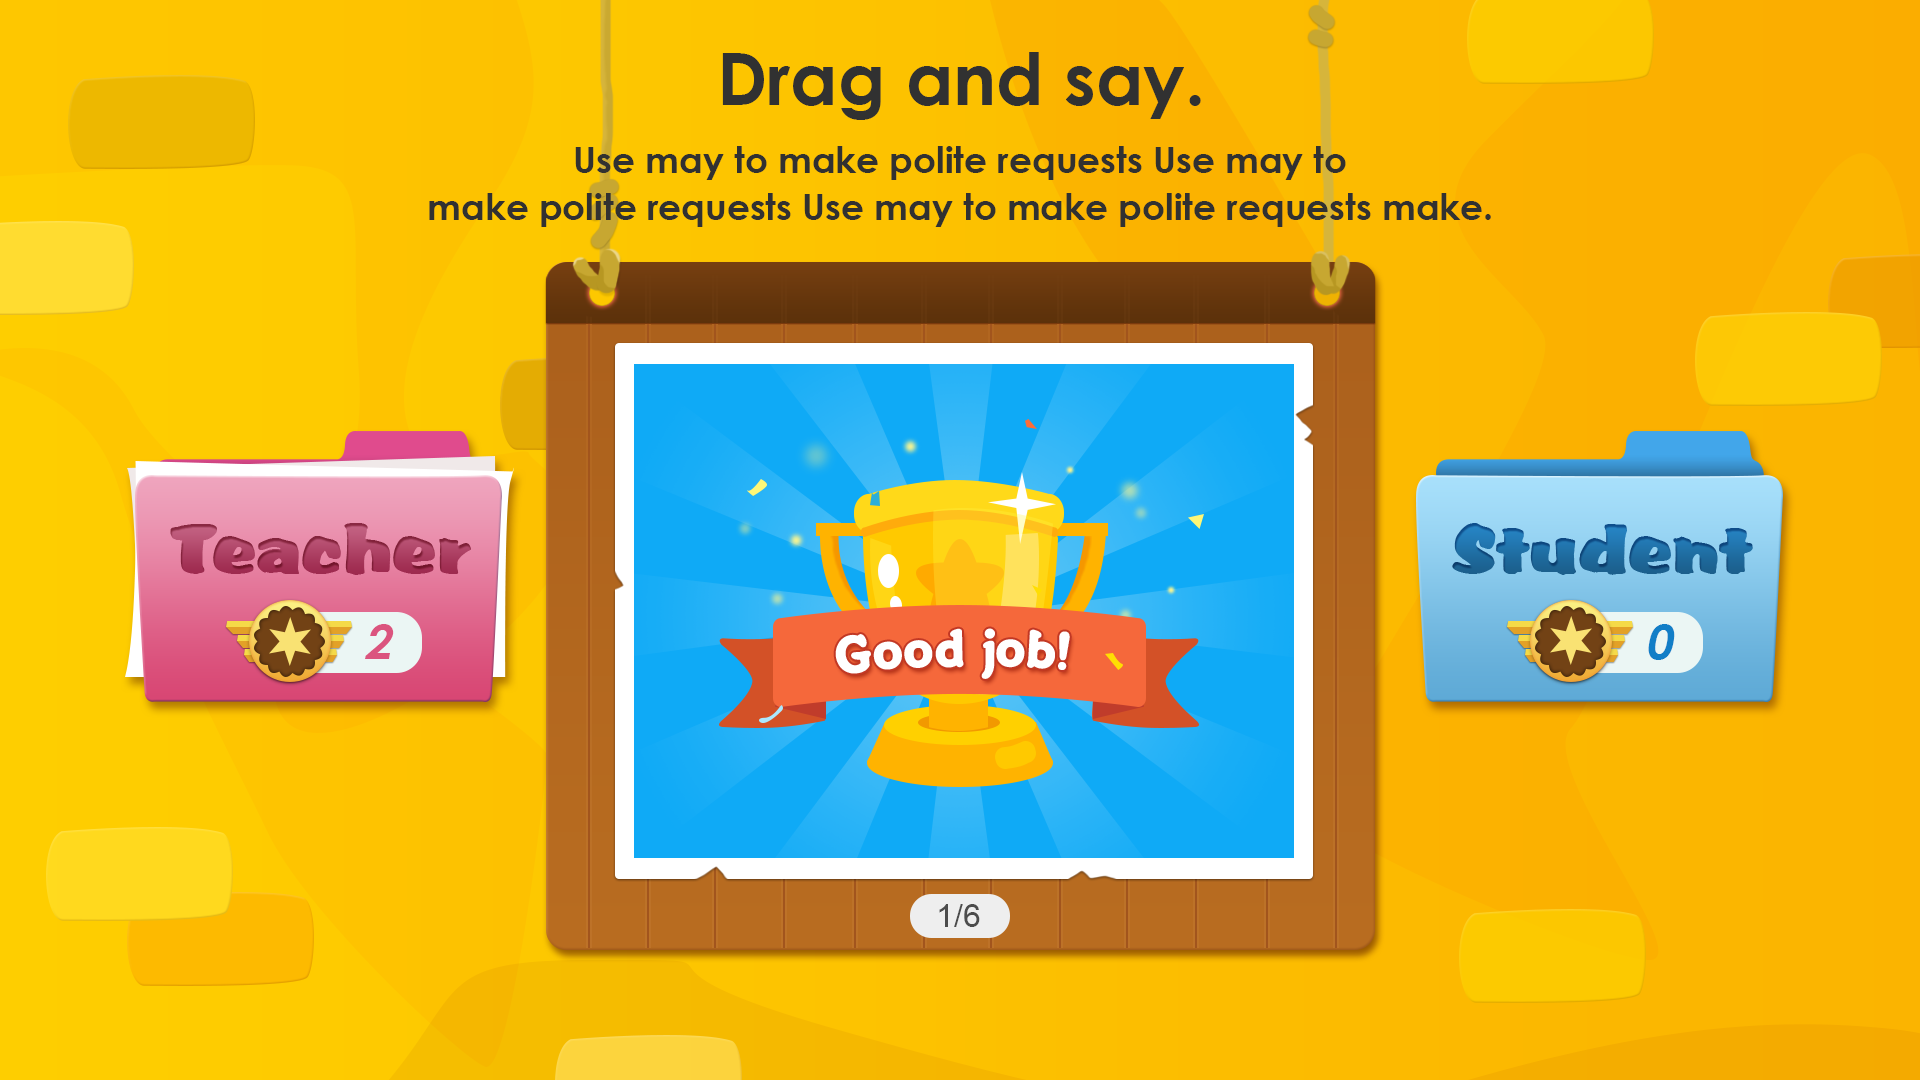 Drag and say.
Use may to make polite requests Use may to
make polite requests Use may to make polite requests make.
Teacher
2
Good job!
Student
0
1/6